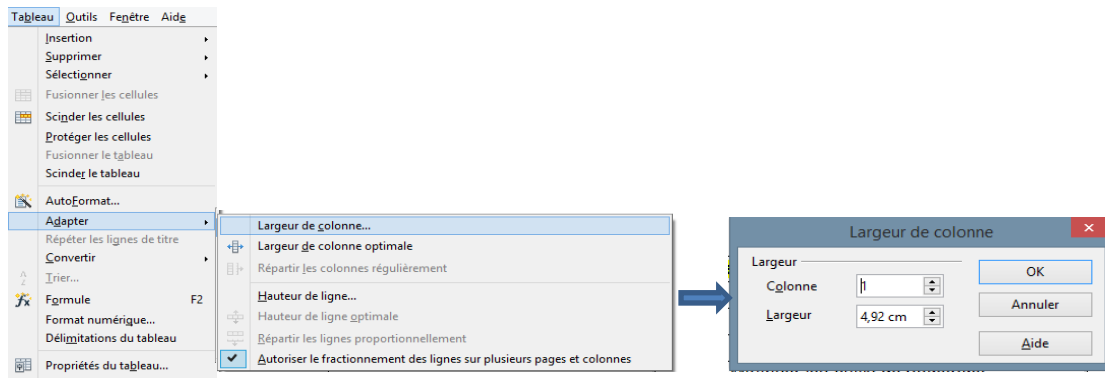 Tableau Outils Fenêtre Aide
Insertion
Supprimer
Sélectionner
Fusionner les cellules
Scinder les cellules
Protéger les cellules
Fusionner le tableau
Scinder le tableau
AutoFormat...
Adapter
Répéter les lignes de titre
Convertir
Trier...
Formule F2
Format numérique...
Délimitations du tableau
Propriétés du tableau...
Largeur de colonne...
Largeur de colonne optimale
Répartir les colonnes régulièrement
Hauteur de ligne...
Hauteur de ligne optimale
Répartir les lignes proportionnellement
Autoriser le fractionnement des lignes sur plusieurs pages et colonnes
Largeur de colonne
Largeur
Colonne 1
Largeur 4,92 cm
OK
Annuler
Aide